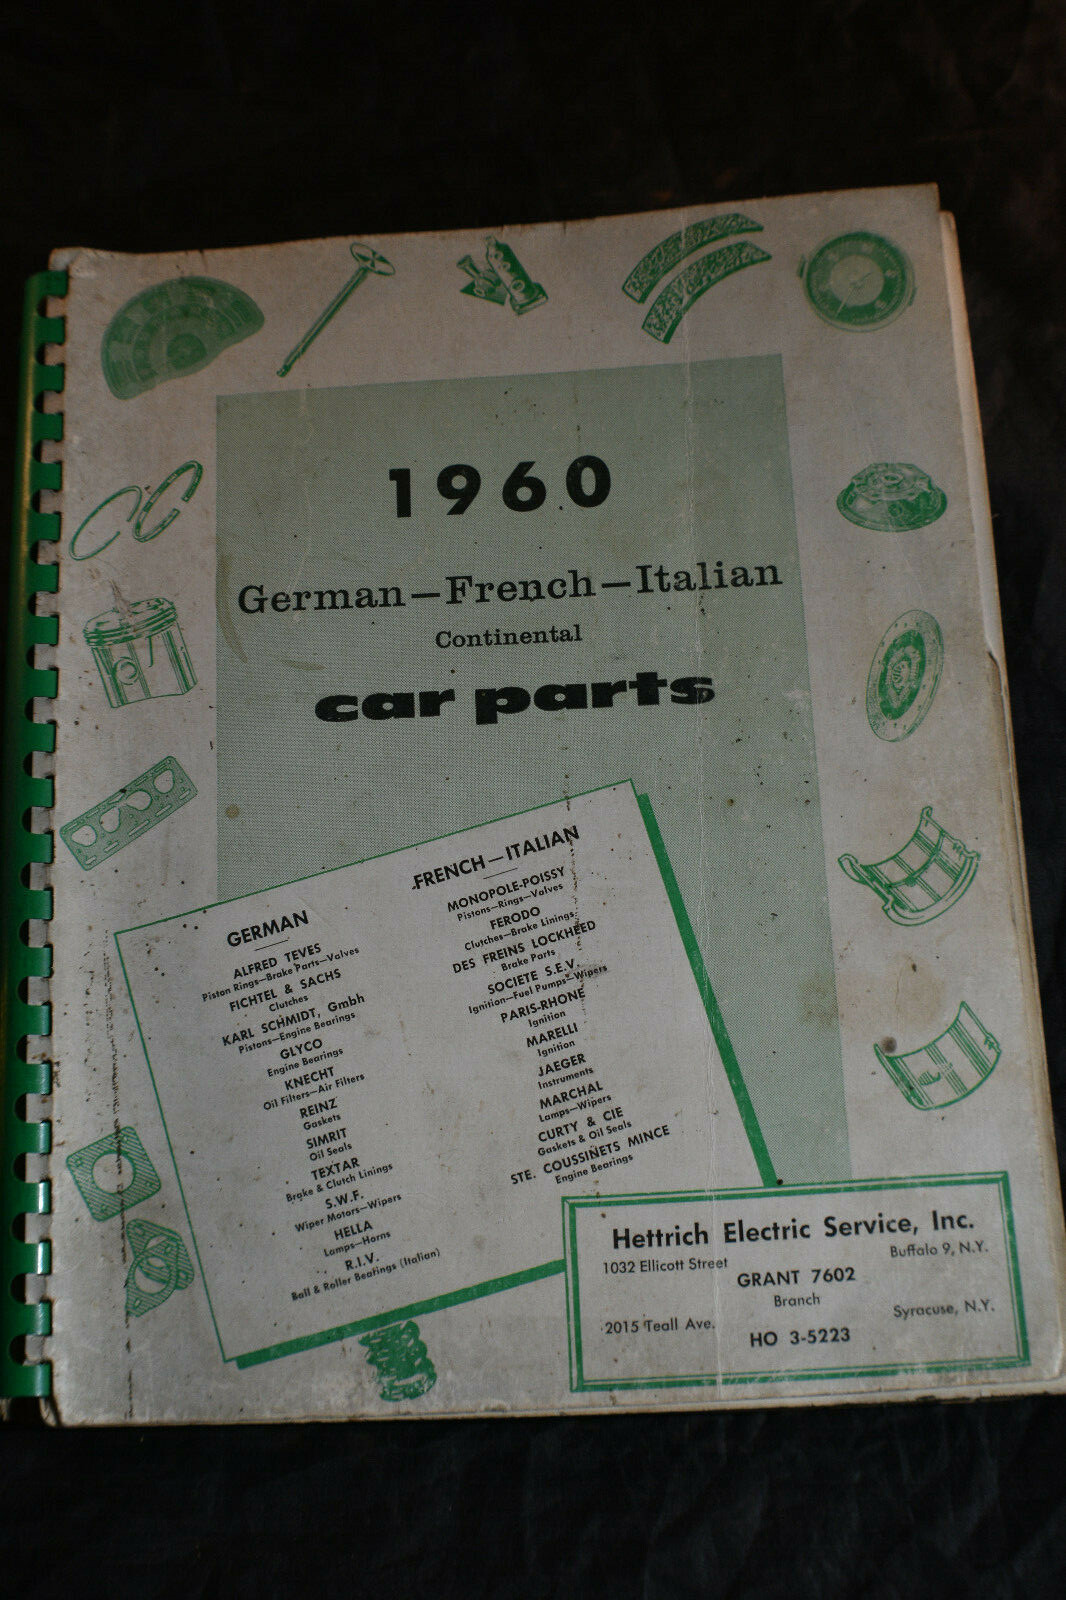 1960
German—French—Italian
Continental
car parts
GERMAN
ALFRED TEVES
Piston Rings—Brake Parts—Valves
FICHTEL & SACHS
Clutches
KARL SCHMIDT, Gmbh
Pistons—Engine Bearings
GLYCO
Engine Bearings
KNECHT
Oil Filters—Air Filters
REINZ
Gaskets
SIMRIT
Oil Seals
TEXTAR
Brake & Clutch Linings
S.W.F.
Wiper Motors—Wipers
HELLA
Lamps—Horns
R.I.V.
Ball & Roller Bearings (Italian)
FRENCH—ITALIAN
MONOPOLE-POISSY
Pistons—Rings—Valves
FERODO
Clutches—Brake Linings
DES FREINS LOCKHEED
Brake Parts
SOCIETE S.E.V.
Ignition—Fuel Pumps—Wipers
PARIS-RHONE
Ignition
MARELLI
Ignition
JAEGER
Instruments
MARCHAL
Lamps—Wipers
CURTY & CIE
Gaskets & Oil Seals
STE. COUSSINETS MINCE
Engine Bearings
Hettrich Electric Service, Inc.
1032 Ellicott Street Buffalo 9, N.Y.
GRANT 7602
Branch
2015 Teall Ave. Syracuse, N.Y.
HO 3-5223